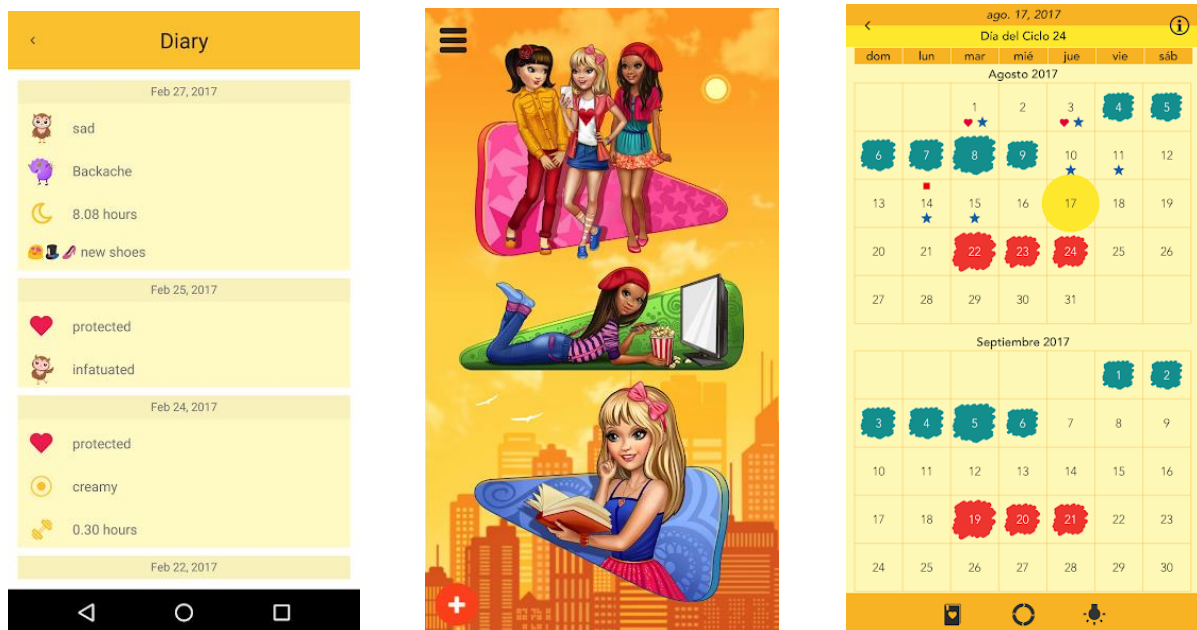 Diary
Feb 27, 2017
sad
Backache
8.08 hours
new shoes
Feb 25, 2017
protected
infatuated
Feb 24, 2017
protected
creamy
0.30 hours
Feb 22, 2017
ago. 17, 2017
Día del Ciclo 24
dom lun mar mié jue vie sáb
Agosto 2017
1 2 3 4 5
6 7 8 9 10 11 12
13 14 15 16 17 18 19
20 21 22 23 24 25 26
27 28 29 30 31
Septiembre 2017
1 2
3 4 5 6 7 8 9
10 11 12 13 14 15 16
17 18 19 20 21 22 23
24 25 26 27 28 29 30